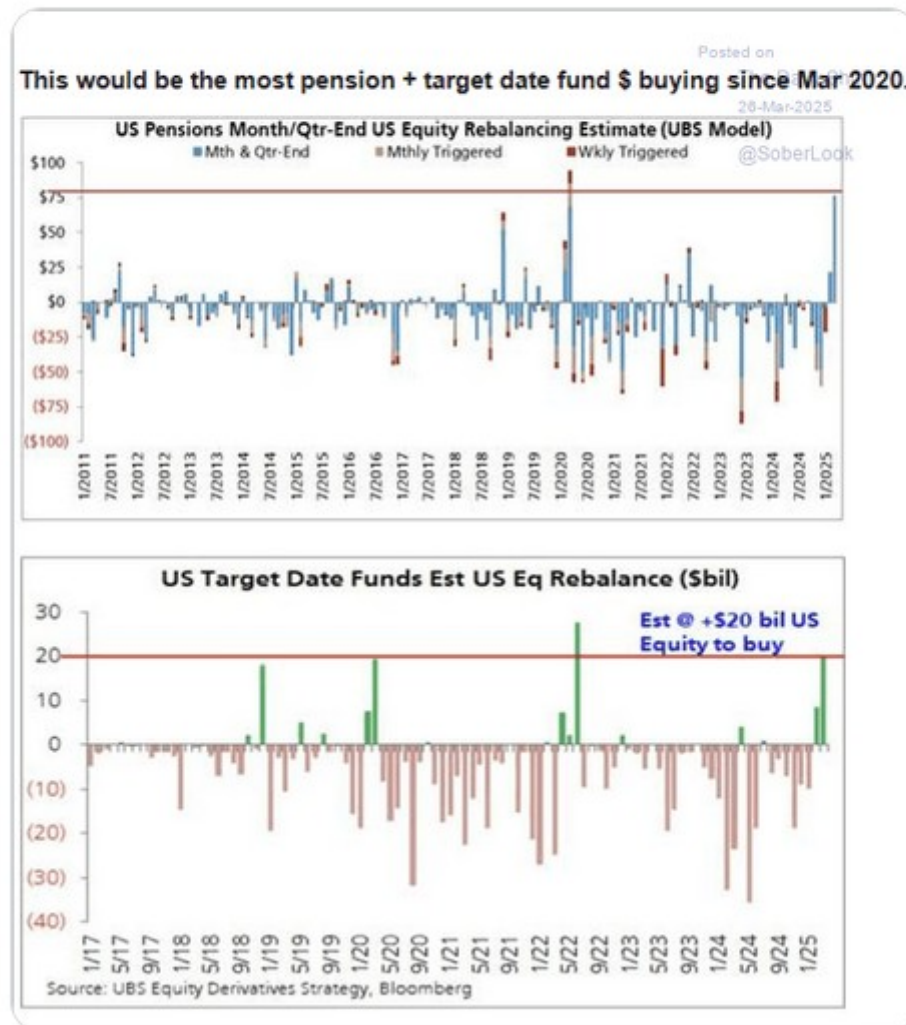 Posted on
This would be the most pension + target date fund $ buying since Mar 2020.
26-Mar-2025
@SoberLook
US Pensions Month/Qtr-End US Equity Rebalancing Estimate (UBS Model)
Mth & Qtr-End Mthly Triggered Wkly Triggered
$100
$75
$50
$25
$0
($25)
($50)
($75)
($100)
1/2011 7/2011 1/2012 7/2012 1/2013 7/2013 1/2014 7/2014 1/2015 7/2015 1/2016 7/2016 1/2017 7/2017 1/2018 7/2018 1/2019 7/2019 1/2020 7/2020 1/2021 7/2021 1/2022 7/2022 1/2023 7/2023 1/2024 7/2024 1/2025
US Target Date Funds Est US Eq Rebalance ($bil)
Est @ +$20 bil US
Equity to buy
30
20
10
0
(10)
(20)
(30)
(40)
1/17 5/17 9/17 1/18 5/18 9/18 1/19 5/19 9/19 1/20 5/20 9/20 1/21 5/21 9/21 1/22 5/22 9/22 1/23 5/23 9/23 1/24 5/24 9/24 1/25
Source: UBS Equity Derivatives Strategy, Bloomberg